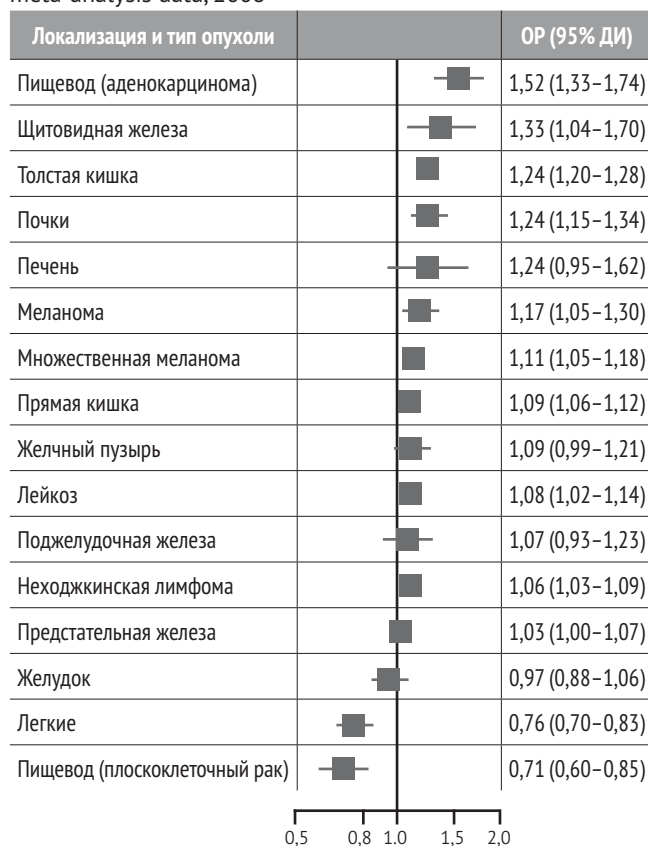 meta-analysis data, 2008
Локализация и тип опухоли ОР (95% ДИ)
Пищевод (аденокарцинома) 1,52 (1,33–1,74)
Щитовидная железа 1,33 (1,04–1,70)
Толстая кишка 1,24 (1,20–1,28)
Почки 1,24 (1,15–1,34)
Печень 1,24 (0,95–1,62)
Меланома 1,17 (1,05–1,30)
Множественная меланома 1,11 (1,05–1,18)
Прямая кишка 1,09 (1,06–1,12)
Желчный пузырь 1,09 (0,99–1,21)
Лейкоз 1,08 (1,02–1,14)
Поджелудочная железа 1,07 (0,93–1,23)
Неходжкинская лимфома 1,06 (1,03–1,09)
Предстательная железа 1,03 (1,00–1,07)
Желудок 0,97 (0,88–1,06)
Легкие 0,76 (0,70–0,83)
Пищевод (плоскоклеточный рак) 0,71 (0,60–0,85)
0,5 0,8 1.0 1,5 2,0